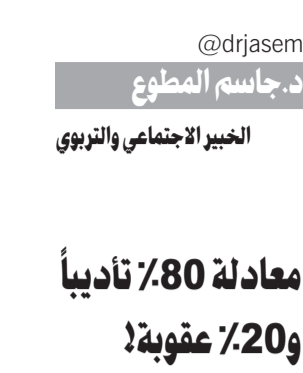 @drjasem
د.جاسم المطوع
الخبير الاجتماعي والتربوي
معادلة 80٪ تأديباً
و20٪ عقوبة!